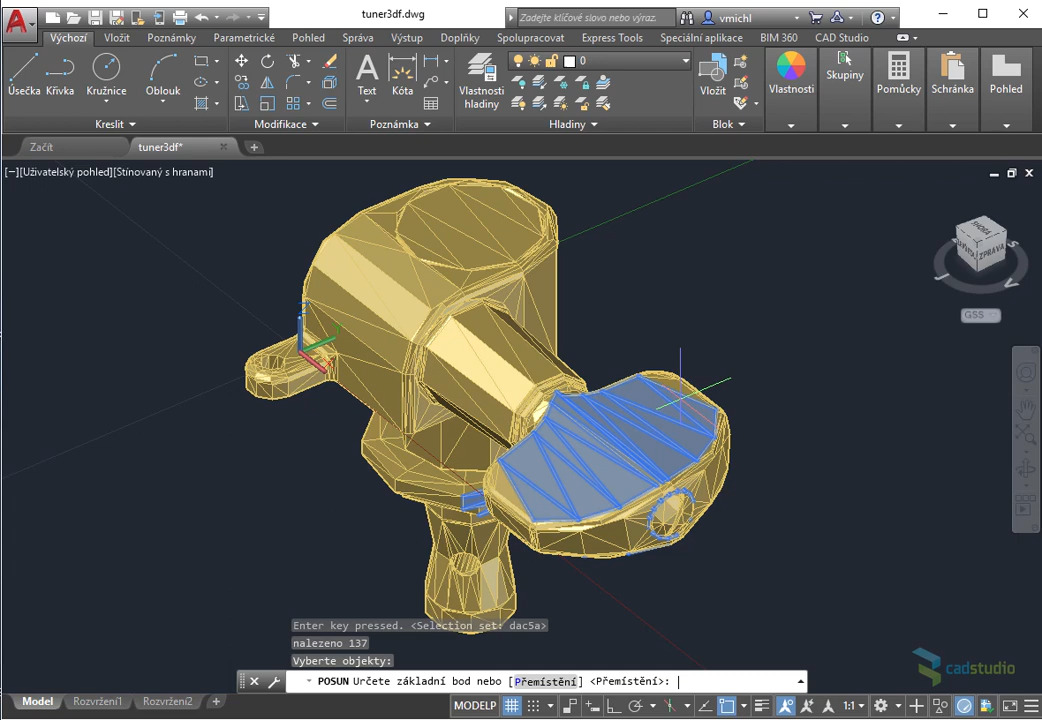 tuner3df.dwg
Zadejte klíčové slovo nebo výraz.
vmichl
Výchozí Vložit Poznámky Parametrické Pohled Správa Výstup Doplňky Spolupracovat Express Tools Speciální aplikace BIM 360 CAD Studio
0
Úsečka Křivka Kružnice Oblouk Text Kóta Vlastnosti hladiny Vložit Vlastnosti Skupiny Pomůcky Schránka Pohled
Kreslit Modifikace Poznámka Hladiny Blok
Začít tuner3df*
[−][Uživatelský pohled][Stínovaný s hranami]
ZPRAVA
GSS
Enter key pressed. <Selection set: dac5a>
nalezeno 137
Vyberte objekty:
POSUN Určete základní bod nebo [Přemístění] <Přemístění>:
cadstudio
Model Rozvržení1 Rozvržení2
MODELP 1:1